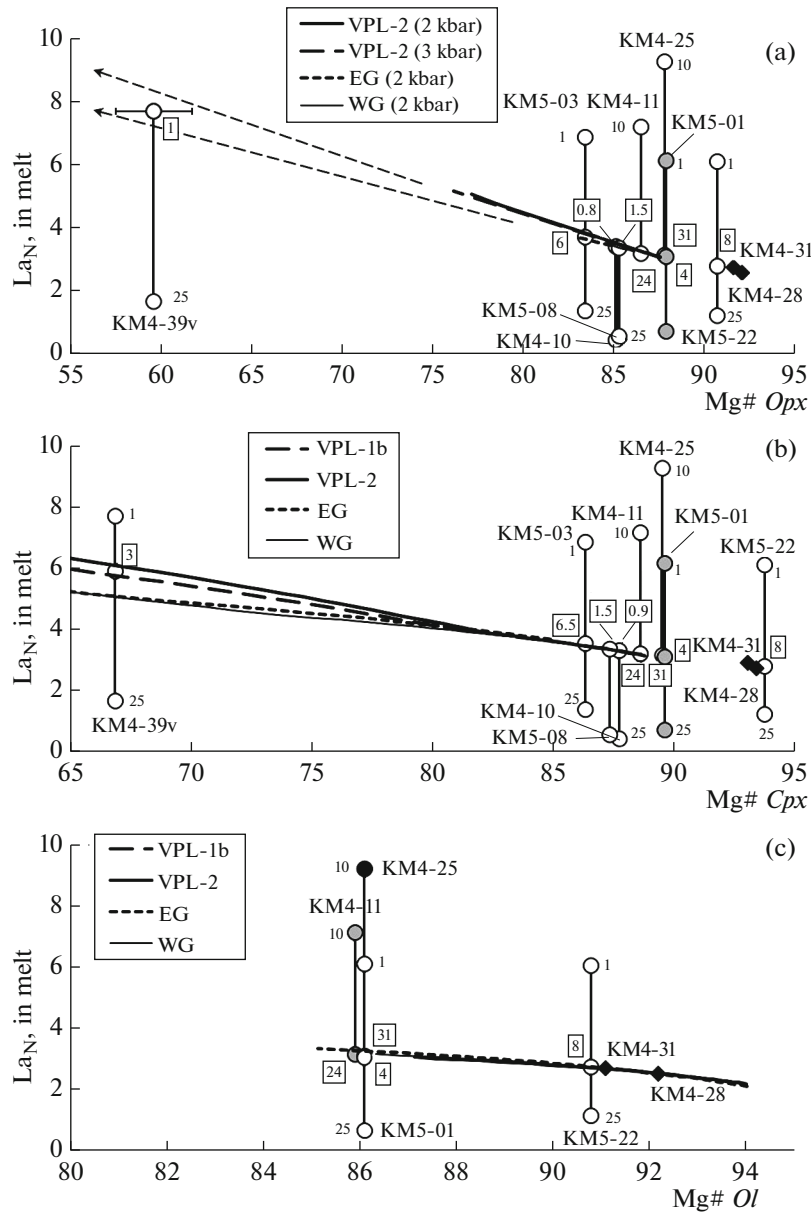 VPL-2 (2 kbar)
VPL-2 (3 kbar)
EG (2 kbar)
WG (2 kbar)
(a)
KM4-25
10
KM5-03
KM4-11
1
10
KM5-01
1
1
1
0.8
1.5
6
31
8
KM4-31
24
4
KM4-28
25
KM4-39v
KM5-08
KM4-10
25
25
25
KM5-22
La_N, in melt
10
8
6
4
2
0
55
60
65
70
75
80
85
90
95
Mg# Opx
VPL-1b
VPL-2
EG
WG
(b)
KM4-25
10
KM5-03
KM4-11
1
10
KM5-01
1
KM5-22
1
1
3
6.5
1.5
0.9
4
KM4-31
8
24
31
KM4-28
25
KM4-39v
25
KM4-10
KM5-08
25
25
25
La_N, in melt
10
8
6
4
2
0
65
70
75
80
85
90
95
Mg# Cpx
VPL-1b
VPL-2
EG
WG
(c)
10
KM4-25
KM4-11
10
1
1
31
8
KM4-31
24
4
KM4-28
25
KM5-01
25
KM5-22
La_N, in melt
10
8
6
4
2
0
80
82
84
86
88
90
92
94
Mg# Ol